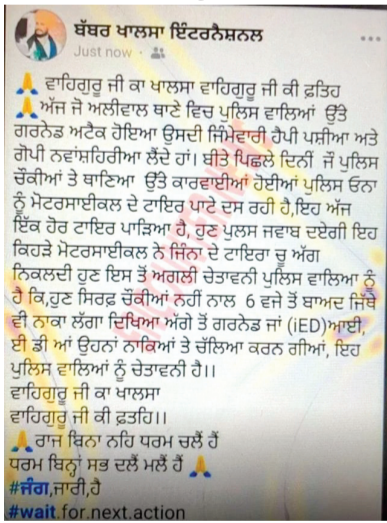 ਬੱਬਰ ਖਾਲਸਾ ਇੰਟਰਨੈਸ਼ਨਲ
Just now
🙏 ਵਾਹਿਗੁਰੂ ਜੀ ਕਾ ਖਾਲਸਾ ਵਾਹਿਗੁਰੂ ਜੀ ਕੀ ਫ਼ਤਿਹ
🙏ਅੱਜ ਜੋ ਅਲੀਵਾਲ ਥਾਣੇ ਵਿਚ ਪੁਲਿਸ ਵਾਲਿਆਂ ਉੱਤੇ
ਗਰਨੇਡ ਅਟੈਕ ਹੋਇਆ ਉਸਦੀ ਜਿੰਮੇਵਾਰੀ ਹੈਪੀ ਪਸ਼ੀਆ ਅਤੇ
ਗੋਪੀ ਨਵਾਂਸ਼ਹਿਰੀਆ ਲੈਂਦੇ ਹਾਂ। ਬੀਤੇ ਪਿਛਲੇ ਦਿਨੀਂ ਜੌ ਪੁਲਿਸ
ਚੌਕੀਆਂ ਤੇ ਥਾਣਿਆ ਉੱਤੇ ਕਾਰਵਾਈਆਂ ਹੋਈਆਂ ਪੁਲਿਸ ਓਨਾ
ਨੂੰ ਮੋਟਰਸਾਈਕਲ ਦੇ ਟਾਇਰ ਪਾਟੇ ਦਸ ਰਹੀ ਹੈ,ਇਹ ਅੱਜ
ਇੱਕ ਹੋਰ ਟਾਇਰ ਪਾੜਿਆ ਹੈ, ਹੁਣ ਪੁਲਸ ਜਵਾਬ ਦਏਗੀ ਇਹ
ਕਿਹੜੇ ਮੋਟਰਸਾਈਕਲ ਨੇ ਜਿੰਨਾ ਦੇ ਟਾਇਰਾ ਚੂ ਅੱਗ
ਨਿਕਲਦੀ ਹੁਣ ਇਸ ਤੋਂ ਅਗਲੀ ਚੇਤਾਵਨੀ ਪੁਲਿਸ ਵਾਲਿਆ ਨੂੰ
ਹੈ ਕਿ,ਹੁਣ ਸਿਰਫ਼ ਚੌਕੀਆਂ ਨਹੀਂ ਨਾਲ 6 ਵਜੇ ਤੋਂ ਬਾਅਦ ਜਿੱਥੇ
ਵੀ ਨਾਕਾ ਲੱਗਾ ਦਿਖਿਆ ਅੱਗੇ ਤੋਂ ਗਰਨੇਡ ਜਾਂ (iED)ਆਈ,
ਈ ਡੀ ਆਂ ਉਹਨਾਂ ਨਾਕਿਆਂ ਤੇ ਚੱਲਿਆ ਕਰਨ ਗੀਆਂ, ਇਹ
ਪੁਲਿਸ ਵਾਲਿਆਂ ਨੂੰ ਚੇਤਾਵਨੀ ਹੈ।।
ਵਾਹਿਗੁਰੂ ਜੀ ਕਾ ਖਾਲਸਾ
ਵਾਹਿਗੁਰੂ ਜੀ ਕੀ ਫ਼ਤਹਿ।।
🙏ਰਾਜ ਬਿਨਾ ਨਹਿ ਧਰਮ ਚਲੈਂ ਹੈਂ
ਧਰਮ ਬਿਨ੍ਹਾਂ ਸਭ ਦਲੈਂ ਮਲੈਂ ਹੈਂ 🙏
#ਜੰਗ,ਜਾਰੀ,ਹੈ
#wait.for.next.action